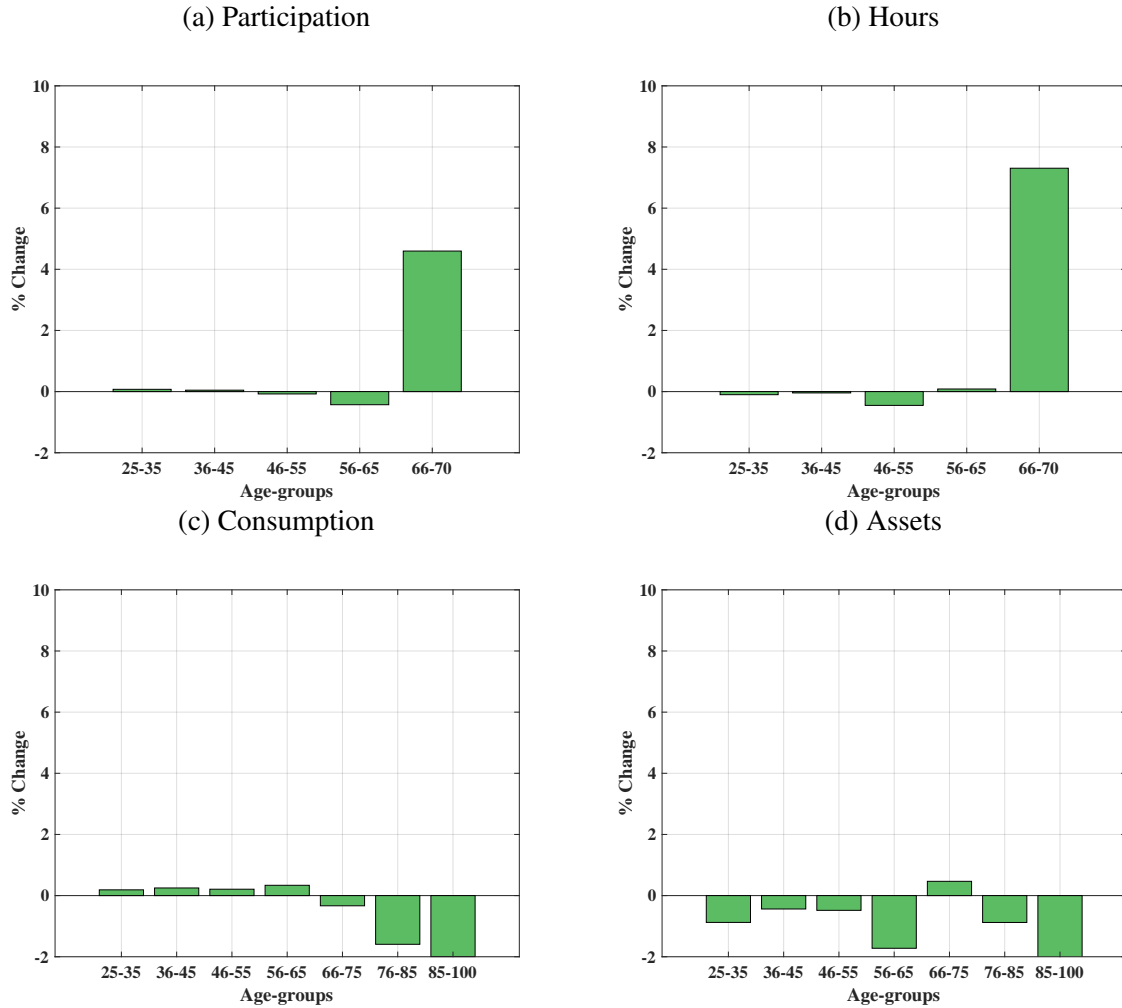 (a) Participation
10
8
6
4
2
0
-2
% Change
25-35 36-45 46-55 56-65 66-70
Age-groups
(b) Hours
10
8
6
4
2
0
-2
% Change
25-35 36-45 46-55 56-65 66-70
Age-groups
(c) Consumption
10
8
6
4
2
0
-2
% Change
25-35 36-45 46-55 56-65 66-75 76-85 85-100
Age-groups
(d) Assets
10
8
6
4
2
0
-2
% Change
25-35 36-45 46-55 56-65 66-75 76-85 85-100
Age-groups